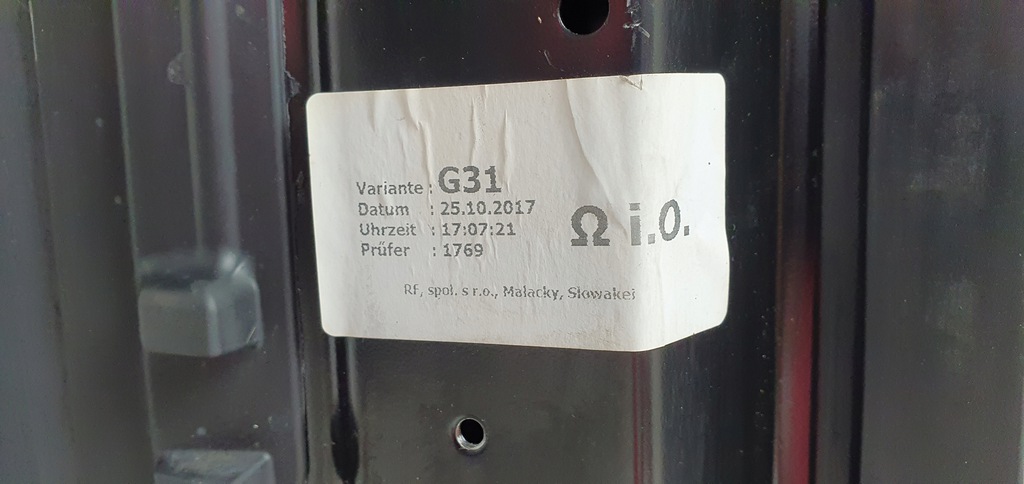 Variante : G31
Datum : 25.10.2017
Uhrzeit : 17:07:21
Prüfer : 1769
Ω i.O.
Rf, spol. s r.o., Malacky, Slowakei